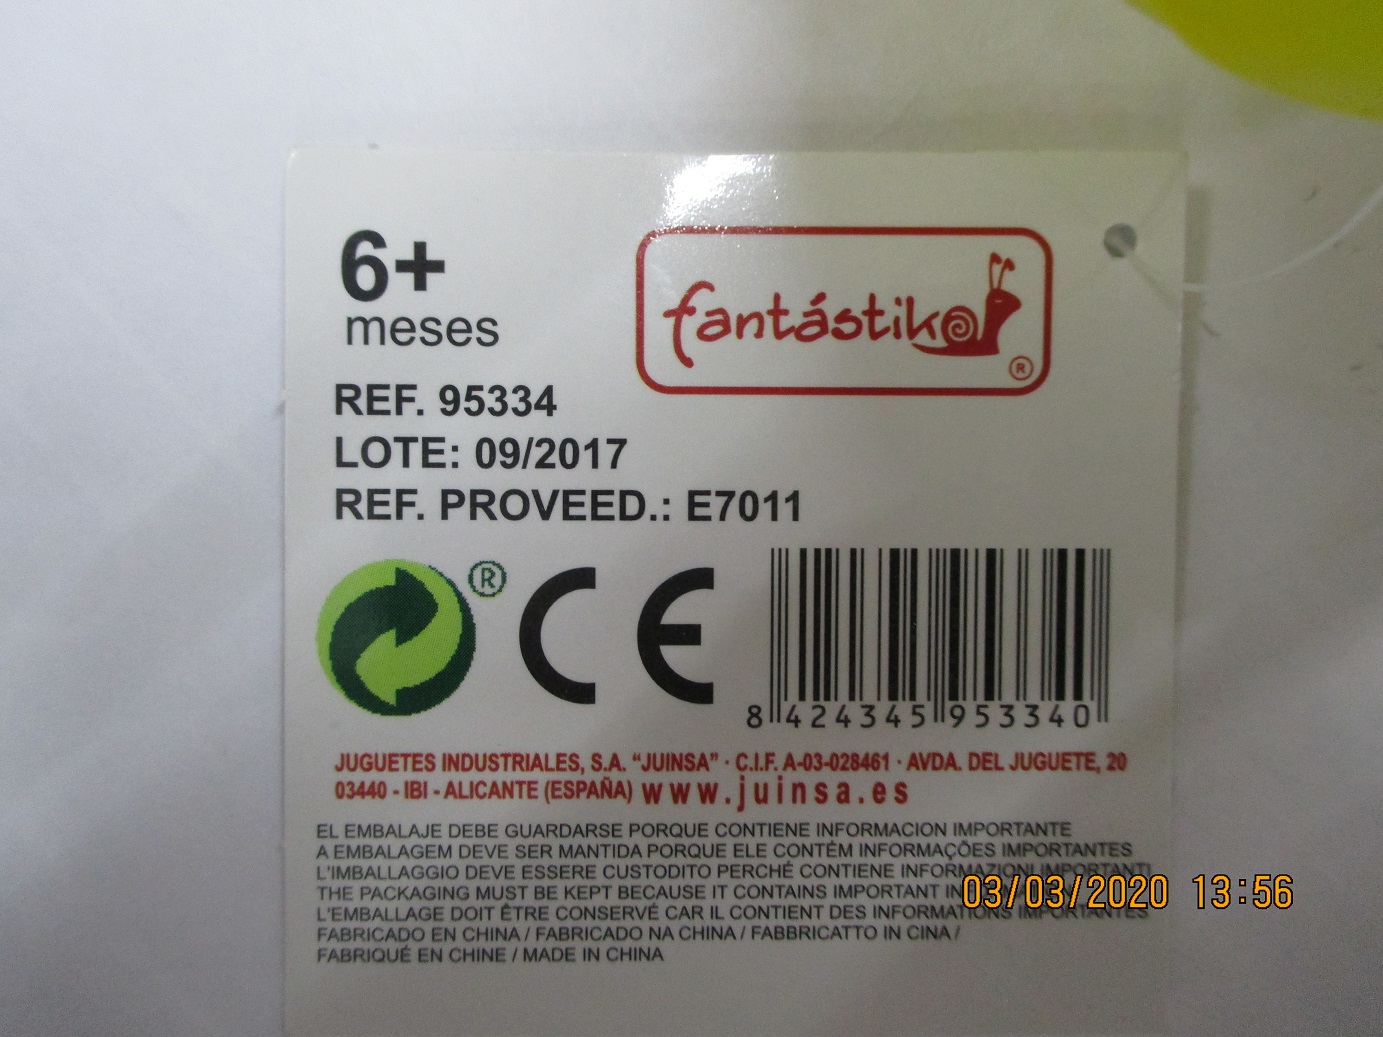 6+
meses
fantástiko
®
REF. 95334
LOTE: 09/2017
REF. PROVEED.: E7011
®
CE
8 424345 953340
JUGUETES INDUSTRIALES, S.A. “JUINSA” · C.I.F. A-03-028461 · AVDA. DEL JUGUETE, 20
03440 - IBI - ALICANTE (ESPAÑA) www.juinsa.es
EL EMBALAJE DEBE GUARDARSE PORQUE CONTIENE INFORMACION IMPORTANTE
A EMBALAGEM DEVE SER MANTIDA PORQUE ELE CONTÉM INFORMAÇÕES IMPORTANTES
L'IMBALLAGGIO DEVE ESSERE CUSTODITO PERCHÉ CONTIENE INFORMAZIONI IMPORTANTI
THE PACKAGING MUST BE KEPT BECAUSE IT CONTAINS IMPORTANT
L'EMBALLAGE DOIT ÊTRE CONSERVÉ CAR IL CONTIENT DES INFORMATIONS IMPORTANTES
FABRICADO EN CHINA / FABRICADO NA CHINA / FABBRICATTO IN CINA /
FABRIQUÉ EN CHINE / MADE IN CHINA
03/03/2020 13:56